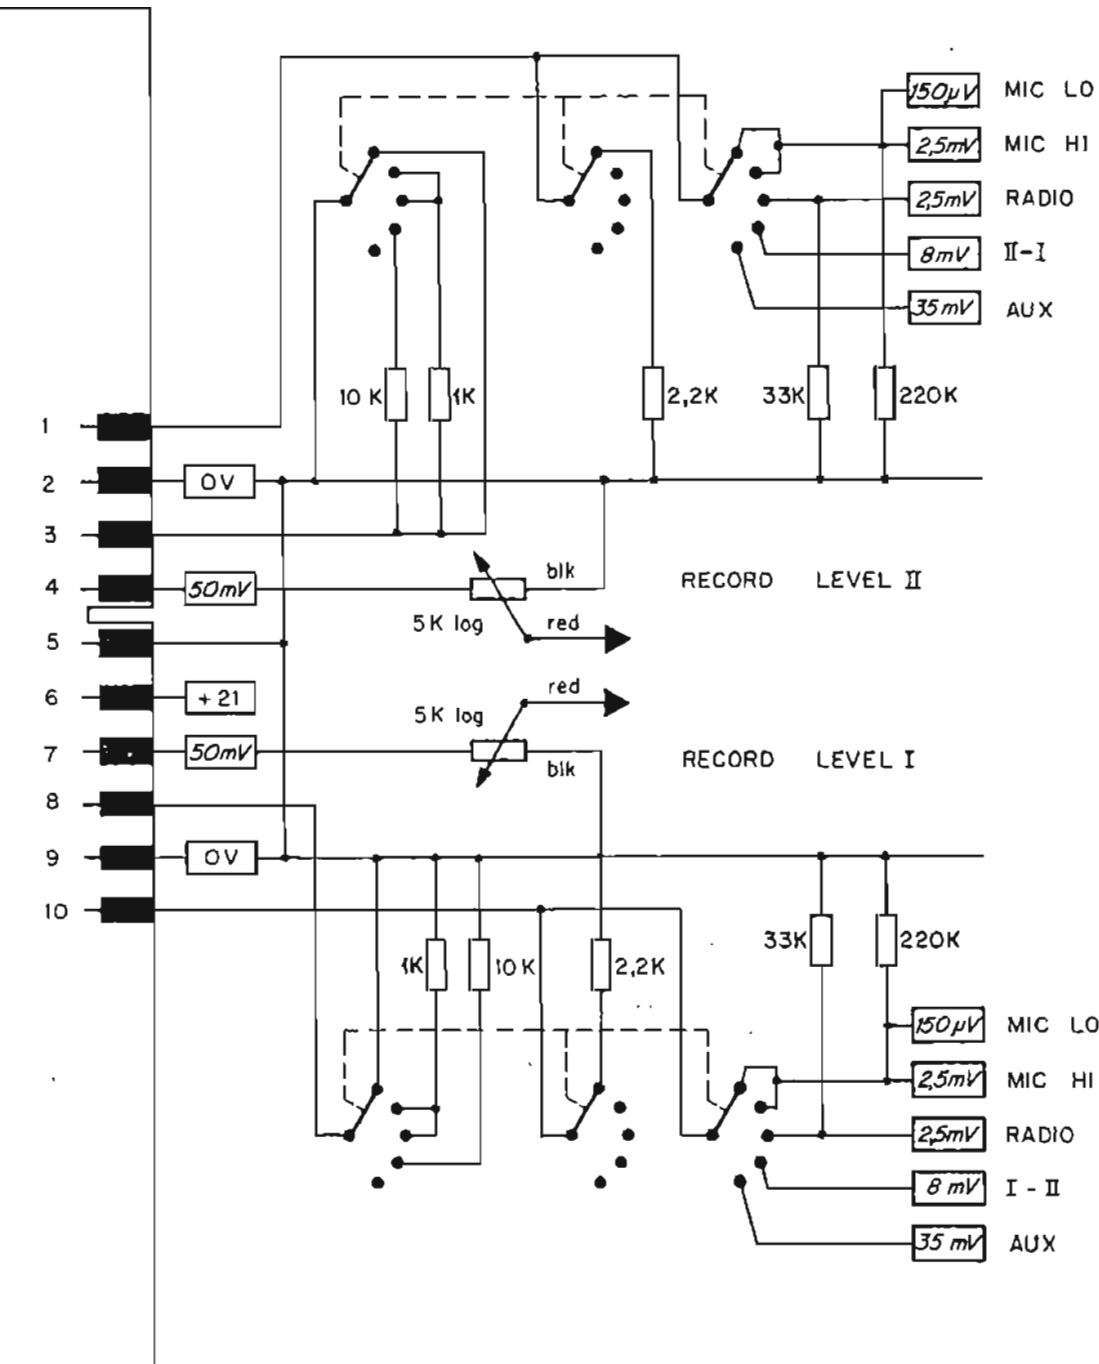 150μV MIC LO
2,5mV MIC HI
2,5mV RADIO
8mV II-I
35mV AUX
10 K 1K 2,2K 33K 220K
1
2 0V
3
4 50mV blk RECORD LEVEL II
5K log red
5
6 +21 red
5K log
7 50mV blk RECORD LEVEL I
8
9 0V
10
33K 220K
1K 10K 2,2K
150μV MIC LO
2,5mV MIC HI
2,5mV RADIO
8 mV I - II
35 mV AUX